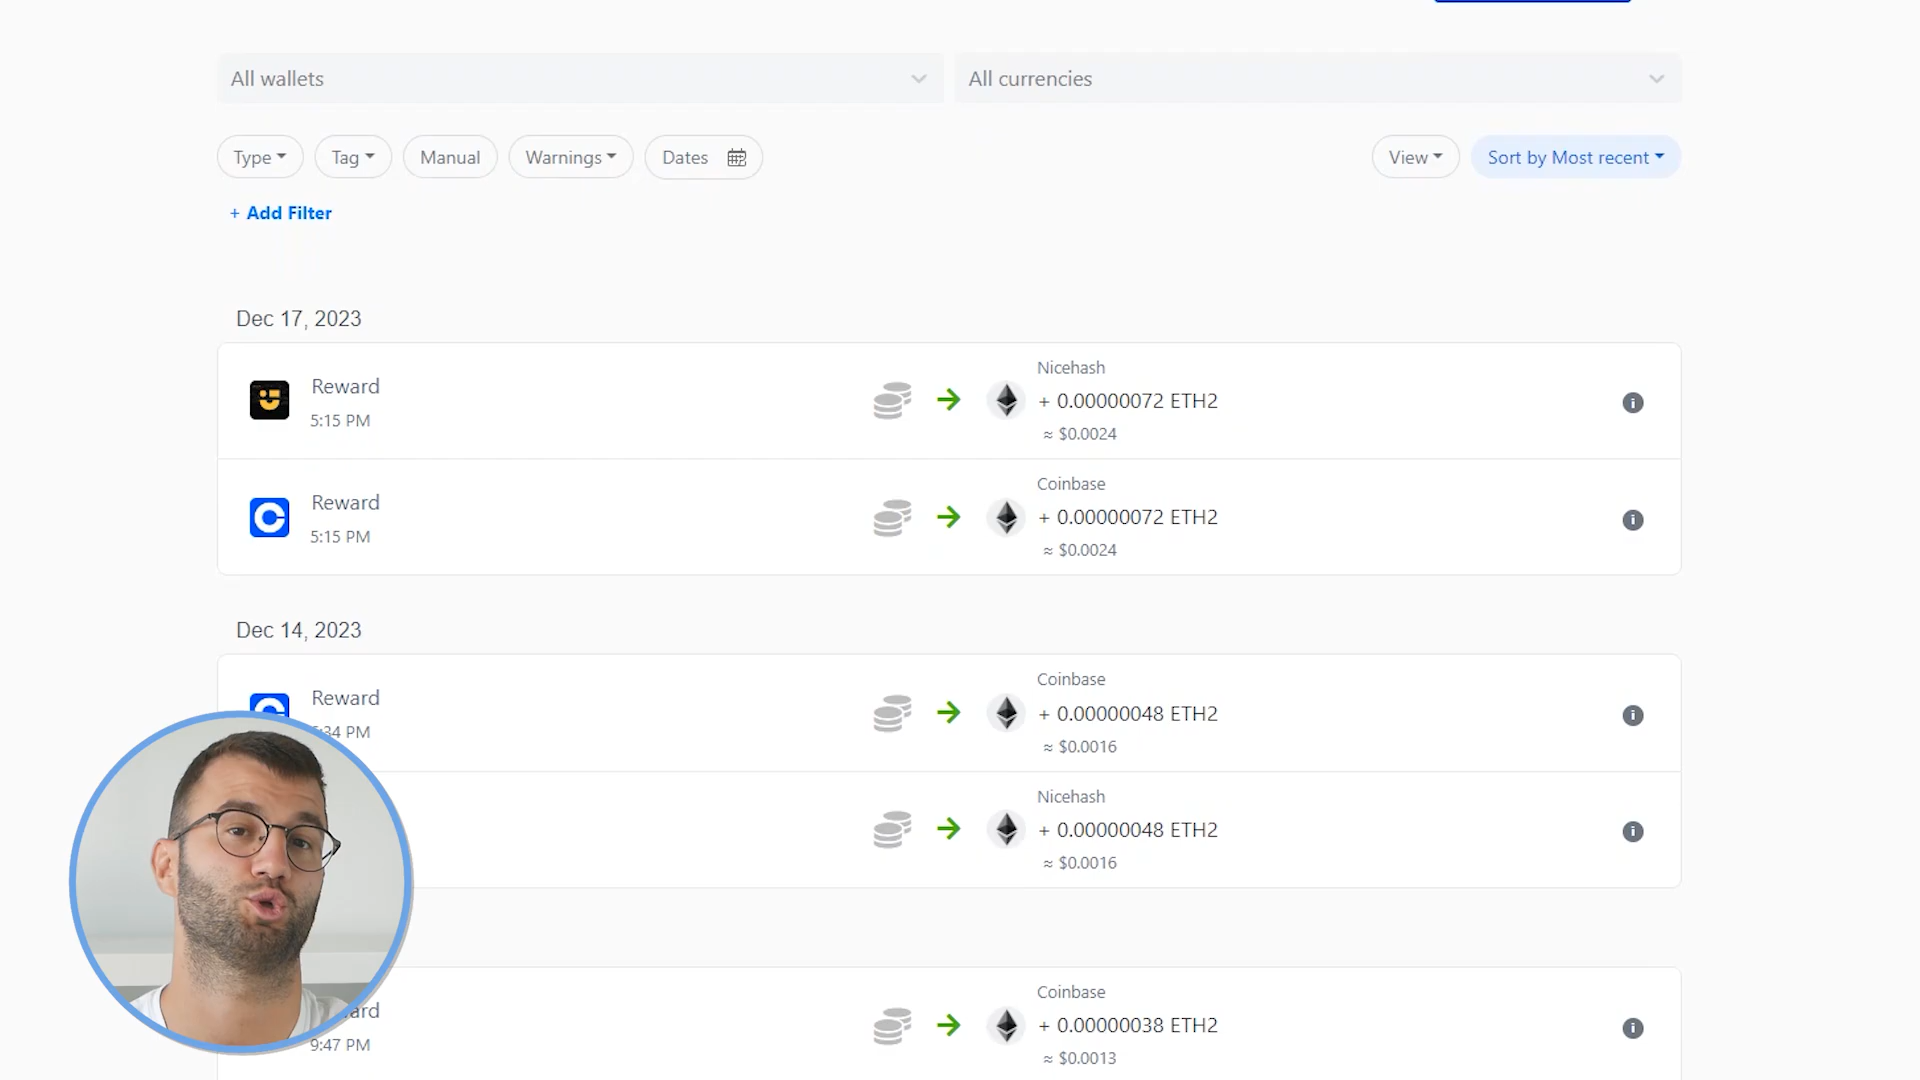 All wallets
All currencies
Type
Tag
Manual
Warnings
Dates
View
Sort by Most recent
+ Add Filter
Dec 17, 2023
Reward
5:15 PM
Nicehash
+ 0.00000072 ETH2
≈ $0.0024
Reward
5:15 PM
Coinbase
+ 0.00000072 ETH2
≈ $0.0024
Dec 14, 2023
Reward
:34 PM
Coinbase
+ 0.00000048 ETH2
≈ $0.0016
Nicehash
+ 0.00000048 ETH2
≈ $0.0016
ard
9:47 PM
Coinbase
+ 0.00000038 ETH2
≈ $0.0013